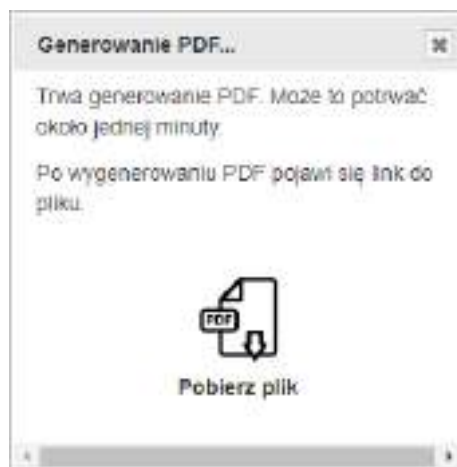 Generowanie PDF...
Trwa generowanie PDF. Może to potrwać
około jednej minuty.
Po wygenerowaniu PDF pojawi się link do
pliku.
PDF
Pobierz plik